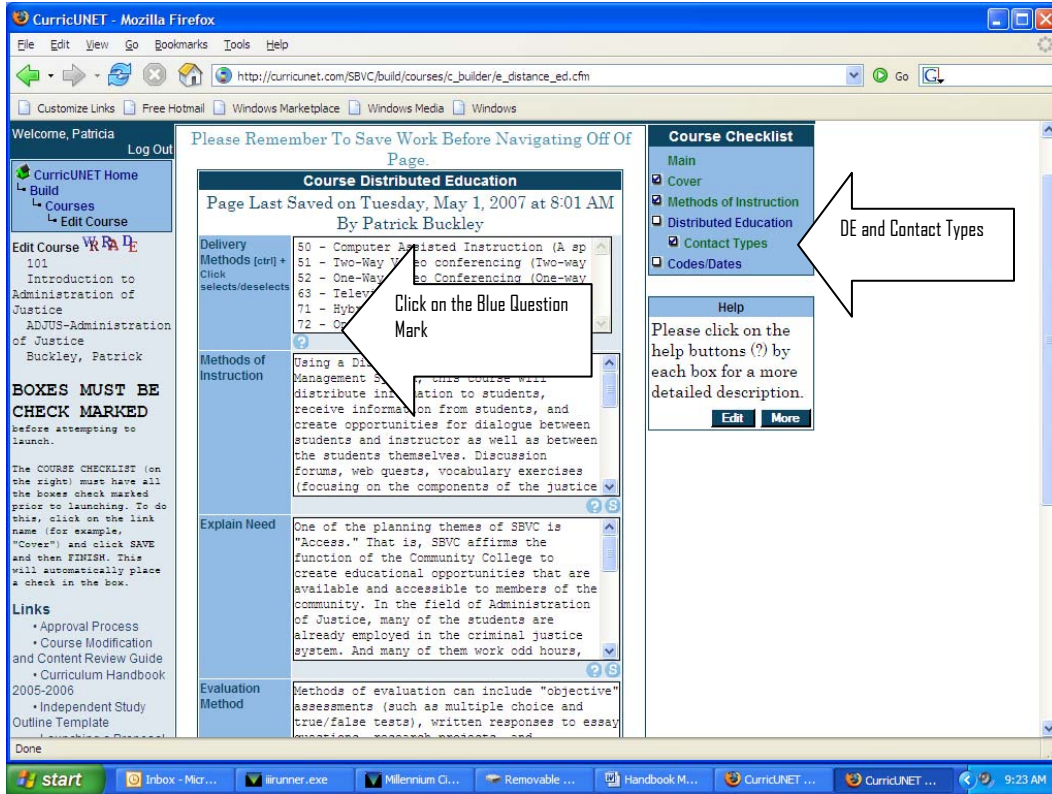 CurricUNET - Mozilla Firefox
File Edit View Go Bookmarks Tools Help
http://curricunet.com/SBVC/build/courses/c_builder/e_distance_ed.cfm
Go
G
Customize Links Free Hotmail Windows Marketplace Windows Media Windows
Welcome, Patricia
Log Out
CurricUNET Home
Build
Courses
Edit Course
Edit Course WR RA DE
101
Introduction to
Administration of
Justice
ADJUS-Administration
of Justice
Buckley, Patrick
BOXES MUST BE
CHECK MARKED
before attempting to
launch.
The COURSE CHECKLIST (on
the right) must have all
the boxes check marked
prior to launching. To do
this, click on the link
name (for example,
"Cover") and click SAVE
and then FINISH. This
will automatically place
a check in the box.
Links
• Approval Process
• Course Modification
and Content Review Guide
• Curriculum Handbook
2005-2006
• Independent Study
Outline Template
Please Remember To Save Work Before Navigating Off Of
Page.
Course Distributed Education
Page Last Saved on Tuesday, May 1, 2007 at 8:01 AM
By Patrick Buckley
Delivery
Methods [ctrl] +
Click
selects/deselects
50 - Computer Assisted Instruction (A sp
51 - Two-Way Video conferencing (Two-way
52 - One-Way Video Conferencing (One-way
63 -
71 -
72 -
?
Click on the Blue Question
Mark
Methods of
Instruction
Using a
Management this course will
distribute information to students,
receive information from students, and
create opportunities for dialogue between
students and instructor as well as between
the students themselves. Discussion
forums, web quests, vocabulary exercises
(focusing on the components of the justice
? S
Explain Need
One of the planning themes of SBVC is
"Access." That is, SBVC affirms the
function of the Community College to
create educational opportunities that are
available and accessible to members of the
community. In the field of Administration
of Justice, many of the students are
already employed in the criminal justice
system. And many of them work odd hours,
? S
Evaluation
Method
Methods of evaluation can include "objective"
assessments (such as multiple choice and
true/false tests), written responses to essay
Course Checklist
Main
Cover
Methods of Instruction
Distributed Education
Contact Types
Codes/Dates
DE and Contact Types
Help
Please click on the
help buttons (?) by
each box for a more
detailed description.
Edit More
Done
start Inbox - Micr... iiirunner.exe Millennium Ci... Removable ... Handbook M... CurricUNET ... CurricUNET ... 9:23 AM